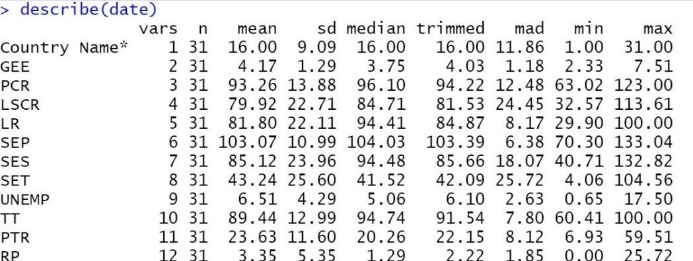 > describe(date)
vars n mean sd median trimmed mad min max
Country Name* 1 31 16.00 9.09 16.00 16.00 11.86 1.00 31.00
GEE 2 31 4.17 1.29 3.75 4.03 1.18 2.33 7.51
PCR 3 31 93.26 13.88 96.10 94.22 12.48 63.02 123.00
LSCR 4 31 79.92 22.71 84.71 81.53 24.45 32.57 113.61
LR 5 31 81.80 22.11 94.41 84.87 8.17 29.90 100.00
SEP 6 31 103.07 10.99 104.03 103.39 6.38 70.30 133.04
SES 7 31 85.12 23.96 94.48 85.66 18.07 40.71 132.82
SET 8 31 43.24 25.60 41.52 42.09 25.72 4.06 104.56
UNEMP 9 31 6.51 4.29 5.06 6.10 2.63 0.65 17.50
TT 10 31 89.44 12.99 94.74 91.54 7.80 60.41 100.00
PTR 11 31 23.63 11.60 20.26 22.15 8.12 6.93 59.51
RP 12 31 3.35 5.35 1.29 2.22 1.85 0.00 25.72